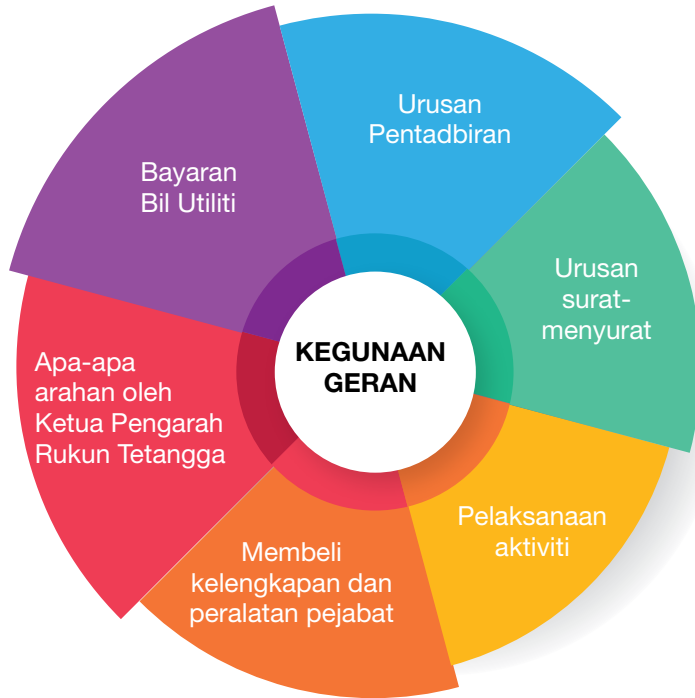 KEGUNAAN
GERAN
Urusan
Pentadbiran
Urusan
surat-
menyurat
Pelaksanaan
aktiviti
Membeli
kelengkapan dan
peralatan pejabat
Apa-apa
arahan oleh
Ketua Pengarah
Rukun Tetangga
Bayaran
Bil Utiliti